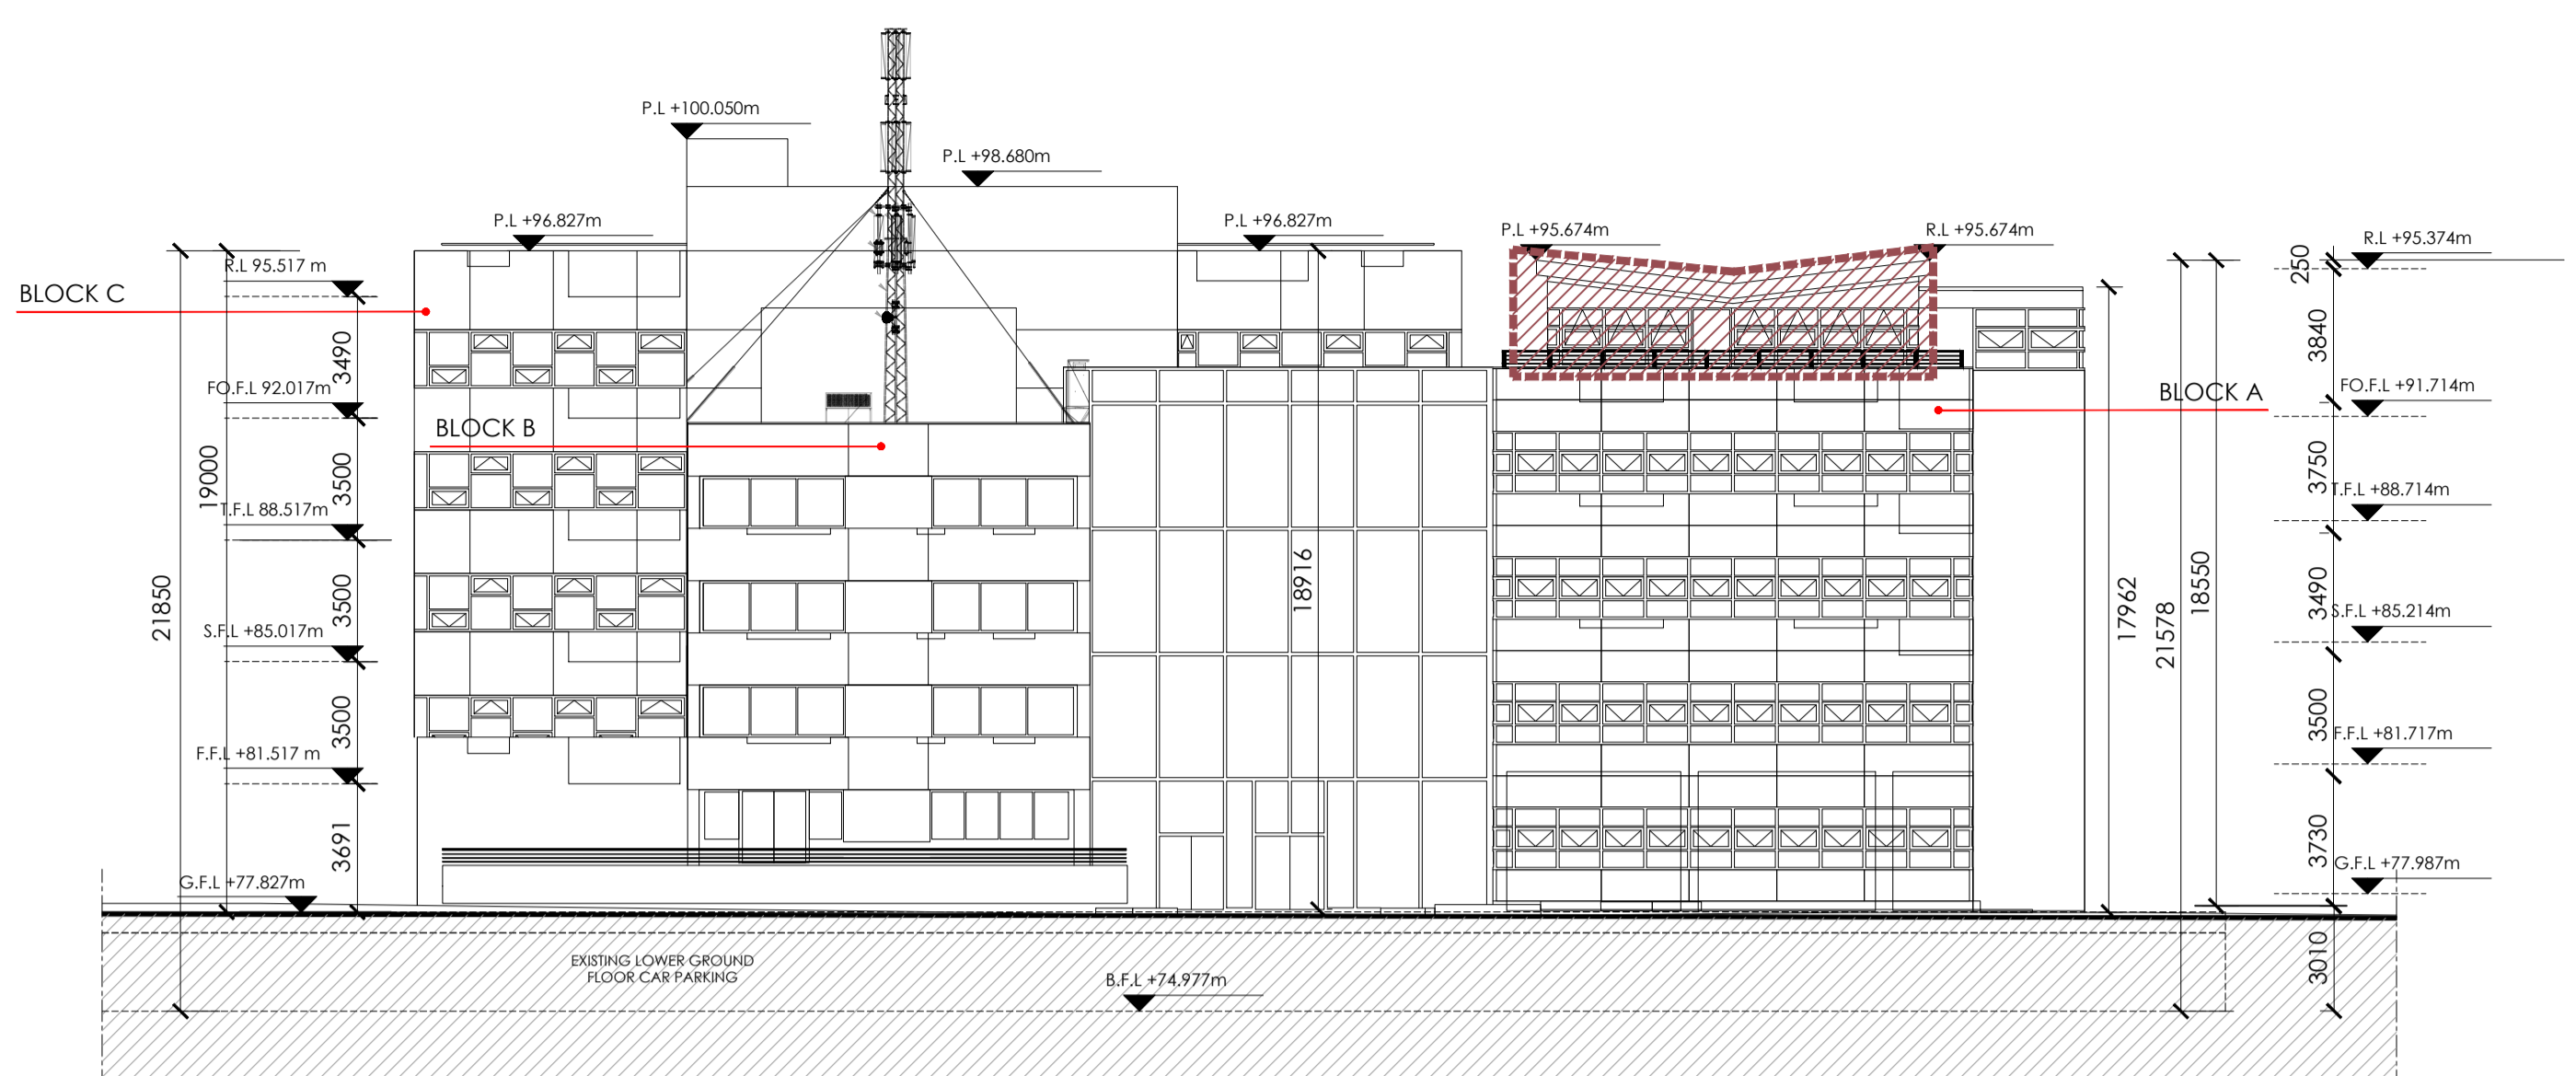 P.L +100.050m
P.L +98.680m
P.L +96.827m
P.L +96.827m
P.L +95.674m
R.L +95.674m
R.L +95.374m
R.L 95.517 m
BLOCK C
250
3490
3840
FO.F.L 92.017m
FO.F.L +91.714m
BLOCK A
BLOCK B
19000
3500
3750
T.F.L 88.517m
T.F.L +88.714m
21850
3500
18916
17962
21578
18550
3490
S.F.L +85.017m
S.F.L +85.214m
3500
3500
F.F.L +81.517 m
F.F.L +81.717m
3691
3730
G.F.L +77.827m
G.F.L +77.987m
EXISTING LOWER GROUND
FLOOR CAR PARKING
B.F.L +74.977m
3010